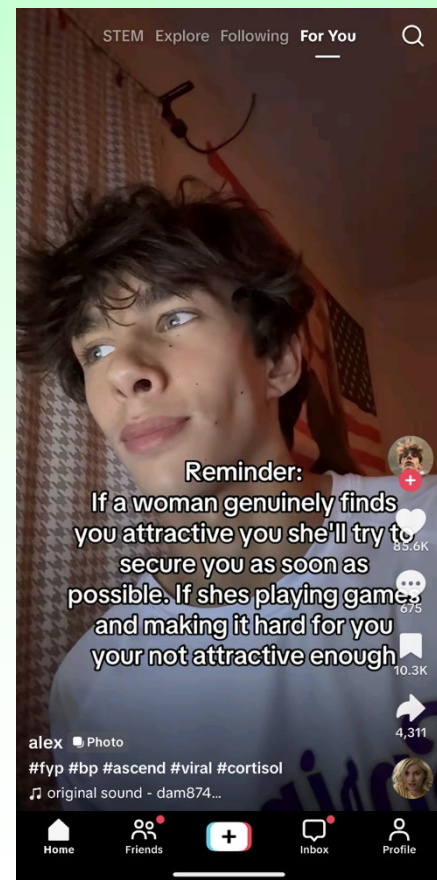 STEM Explore Following For You
Reminder:
If a woman genuinely finds
you attractive you she'll try to
secure you as soon as
possible. If shes playing games
and making it hard for you
your not attractive enough
85.6K
675
10.3K
4,311
alex Photo
#fyp #bp #ascend #viral #cortisol
original sound - dam874...
Home Friends Inbox Profile